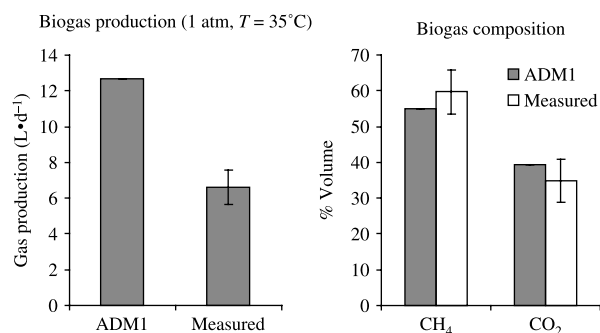 Biogas production (1 atm, T = 35˚C)
Gas production (L•d⁻¹)
14
12
10
8
6
4
2
0
ADM1
Measured
Biogas composition
% Volume
70
60
50
40
30
20
10
0
ADM1
Measured
CH₄
CO₂